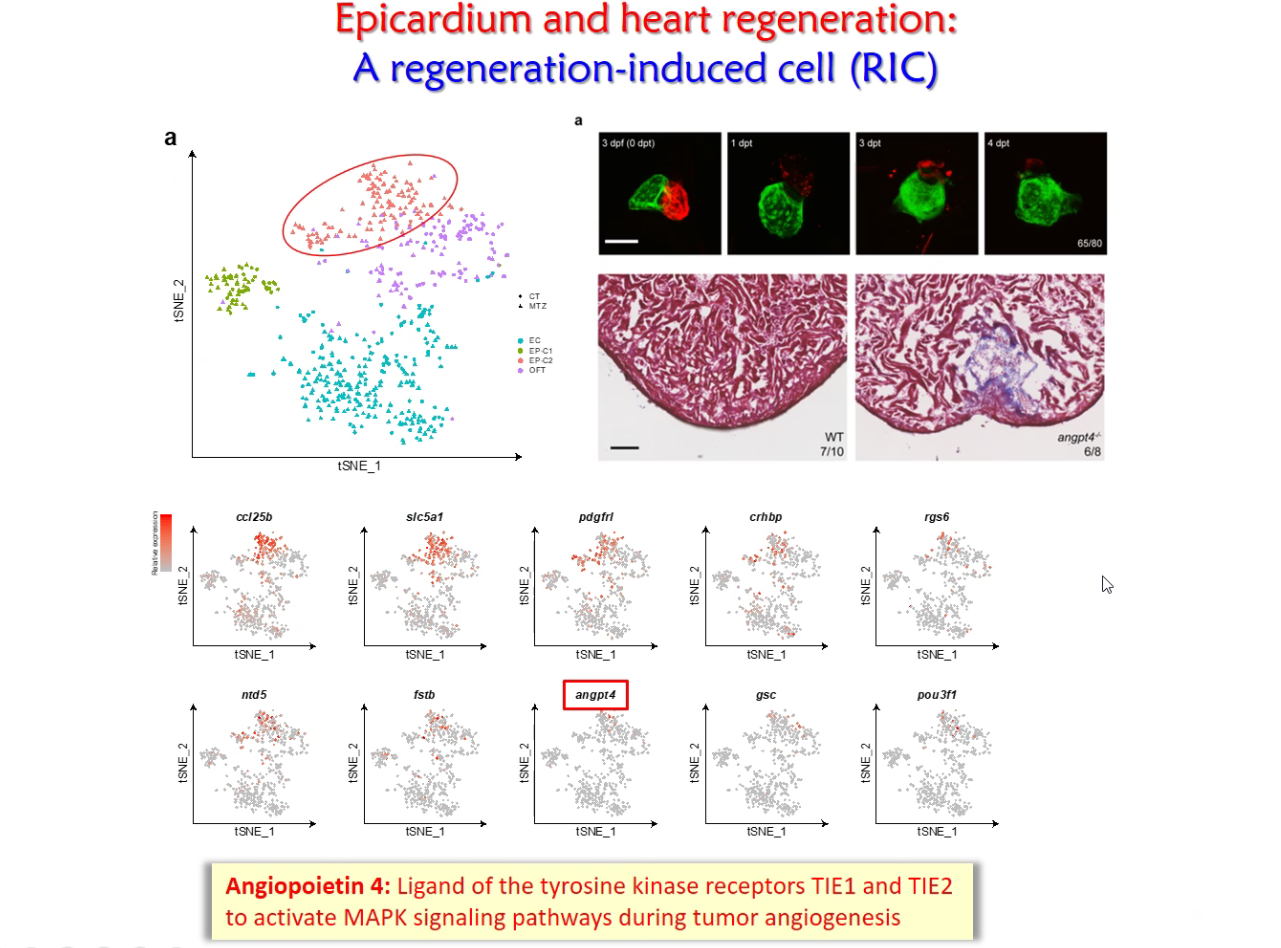 Epicardium and heart regeneration:
A regeneration-induced cell (RIC)
a
tSNE_2
tSNE_1
CT
MTZ
EC
EP-C1
EP-C2
OFT
a
3 dpf (0 dpt)
1 dpt
3 dpt
4 dpt
65/80
WT
7/10
angpt4-/-
6/8
Relative expression
ccl25b
slc5a1
pdgfrl
crhbp
rgs6
tSNE_2
tSNE_2
tSNE_2
tSNE_2
tSNE_2
tSNE_1
tSNE_1
tSNE_1
tSNE_1
tSNE_1
ntd5
fstb
angpt4
gsc
pou3f1
tSNE_2
tSNE_2
tSNE_2
tSNE_2
tSNE_2
tSNE_1
tSNE_1
tSNE_1
tSNE_1
tSNE_1
Angiopoietin 4: Ligand of the tyrosine kinase receptors TIE1 and TIE2
to activate MAPK signaling pathways during tumor angiogenesis